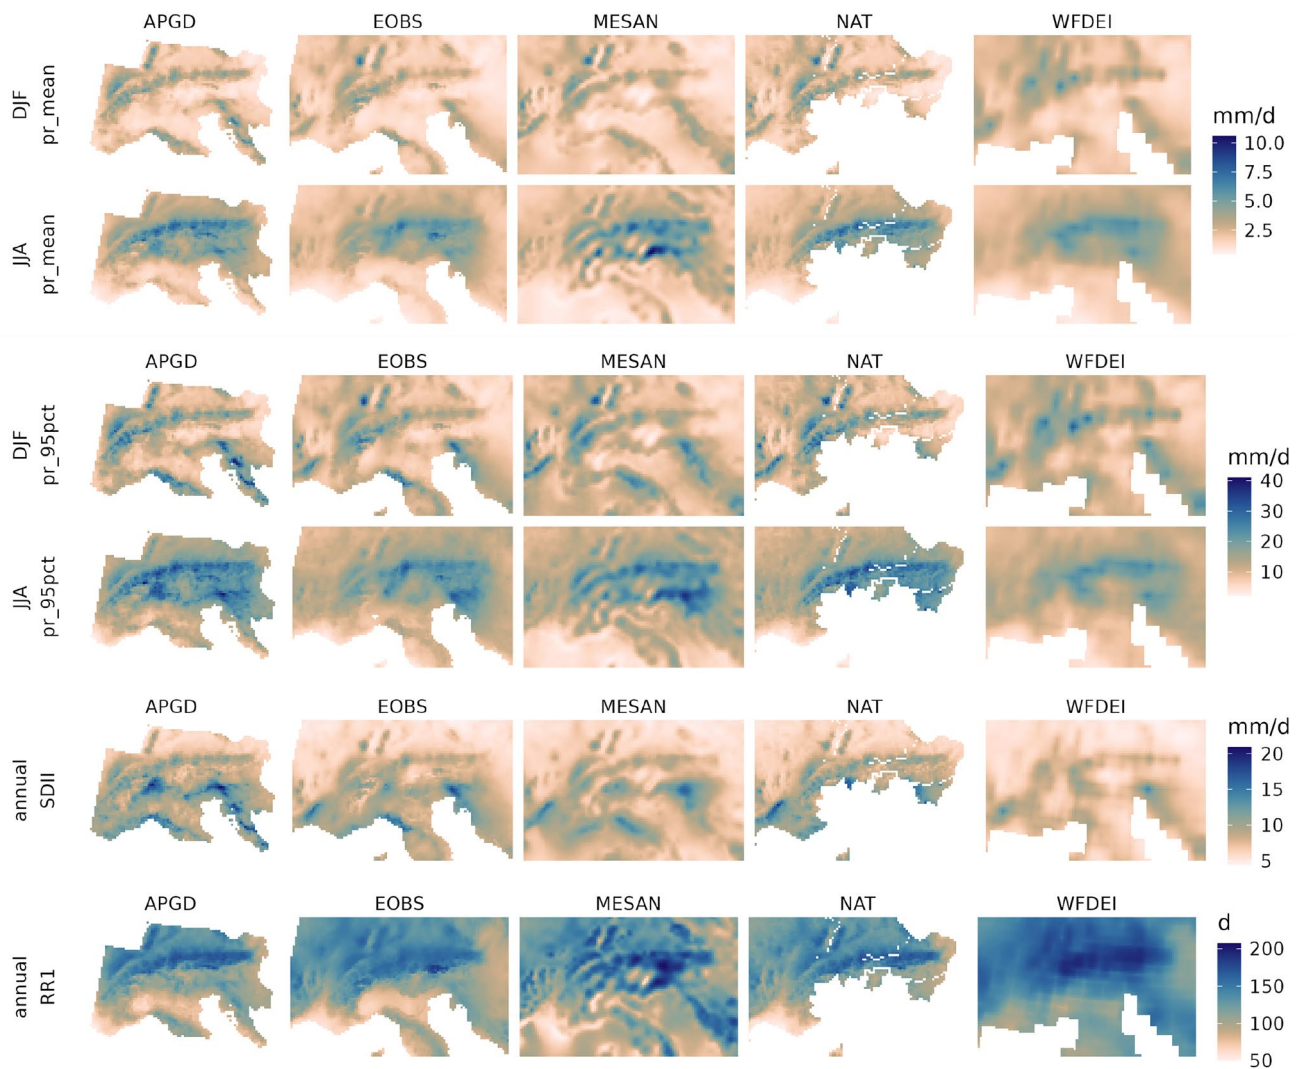 APGD EOBS MESAN NAT WFDEI
DJF
pr_mean
JJA
pr_mean
mm/d
10.0
7.5
5.0
2.5
APGD EOBS MESAN NAT WFDEI
DJF
pr_95pct
JJA
pr_95pct
mm/d
40
30
20
10
APGD EOBS MESAN NAT WFDEI
annual
SDII
mm/d
20
15
10
5
APGD EOBS MESAN NAT WFDEI
annual
RR1
d
200
150
100
50